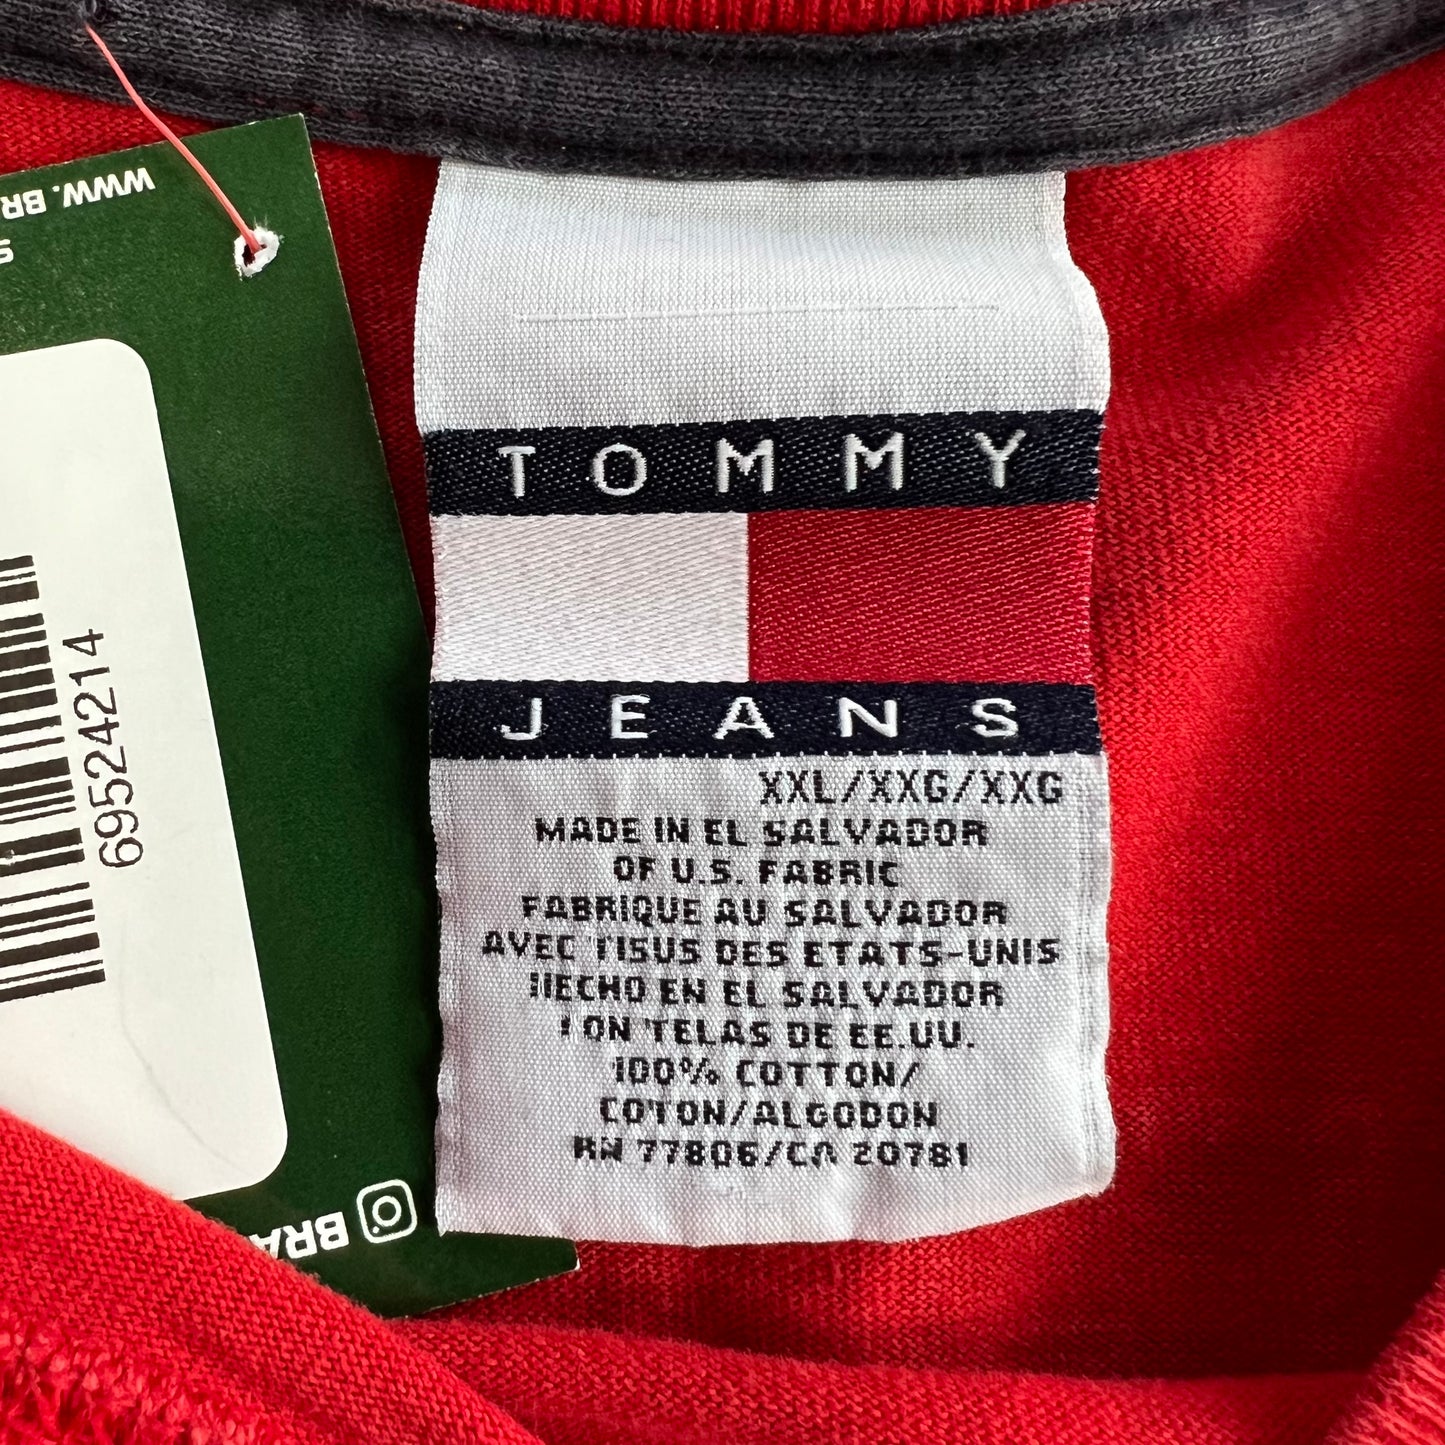 WWW. BR
S
69524214
BRA
TOMMY
JEANS
XXL/XXG/XXG
MADE IN EL SALVADOR
OF U.S. FABRIC
FABRIQUE AU SALVADOR
AVEC TISUS DES ETATS-UNIS
HECHO EN EL SALVADOR
CON TELAS DE EE.UU.
100% COTTON/
COTON/ALGODON
RN 77806/CA 20781